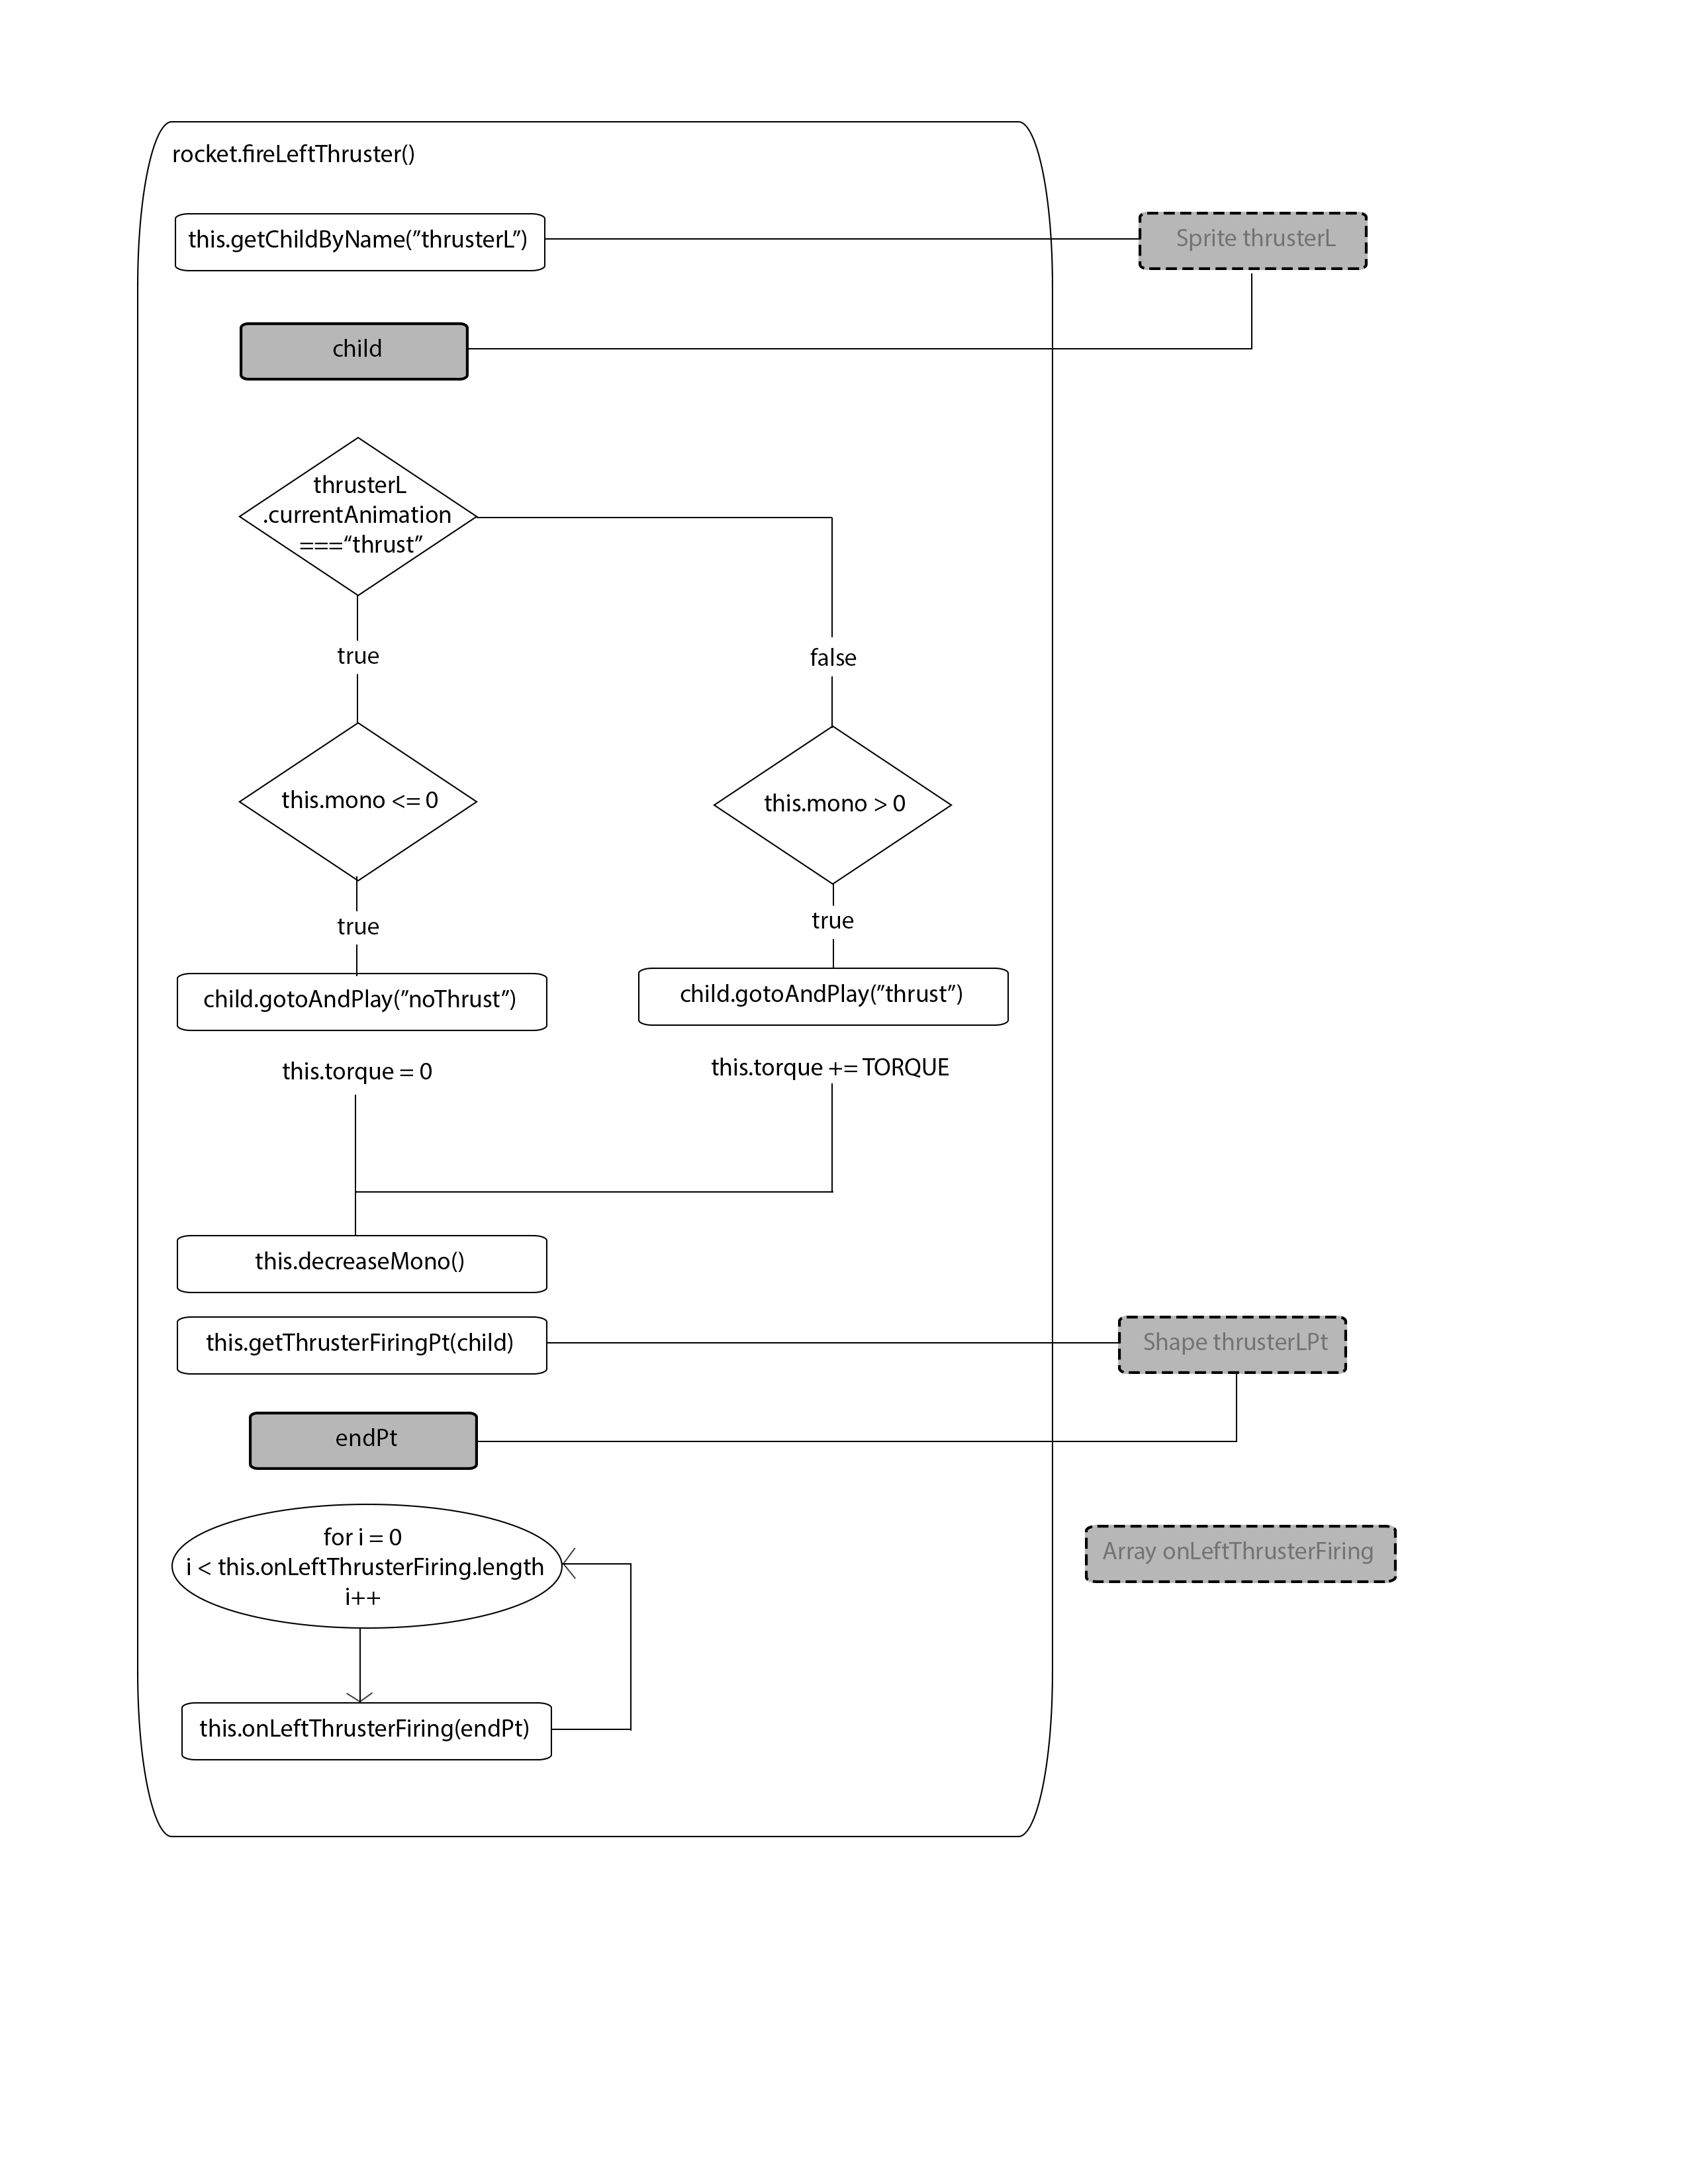 rocket.fireLeftThruster()
this.getChildByName(”thrusterL”)
Sprite thrusterL
child
thrusterL
.currentAnimation
===“thrust”
true
false
this.mono <= 0
this.mono > 0
true
true
child.gotoAndPlay(”noThrust”)
child.gotoAndPlay(”thrust”)
this.torque = 0
this.torque += TORQUE
this.decreaseMono()
this.getThrusterFiringPt(child)
Shape thrusterLPt
endPt
for i = 0
i < this.onLeftThrusterFiring.length
i++
Array onLeftThrusterFiring
this.onLeftThrusterFiring(endPt)